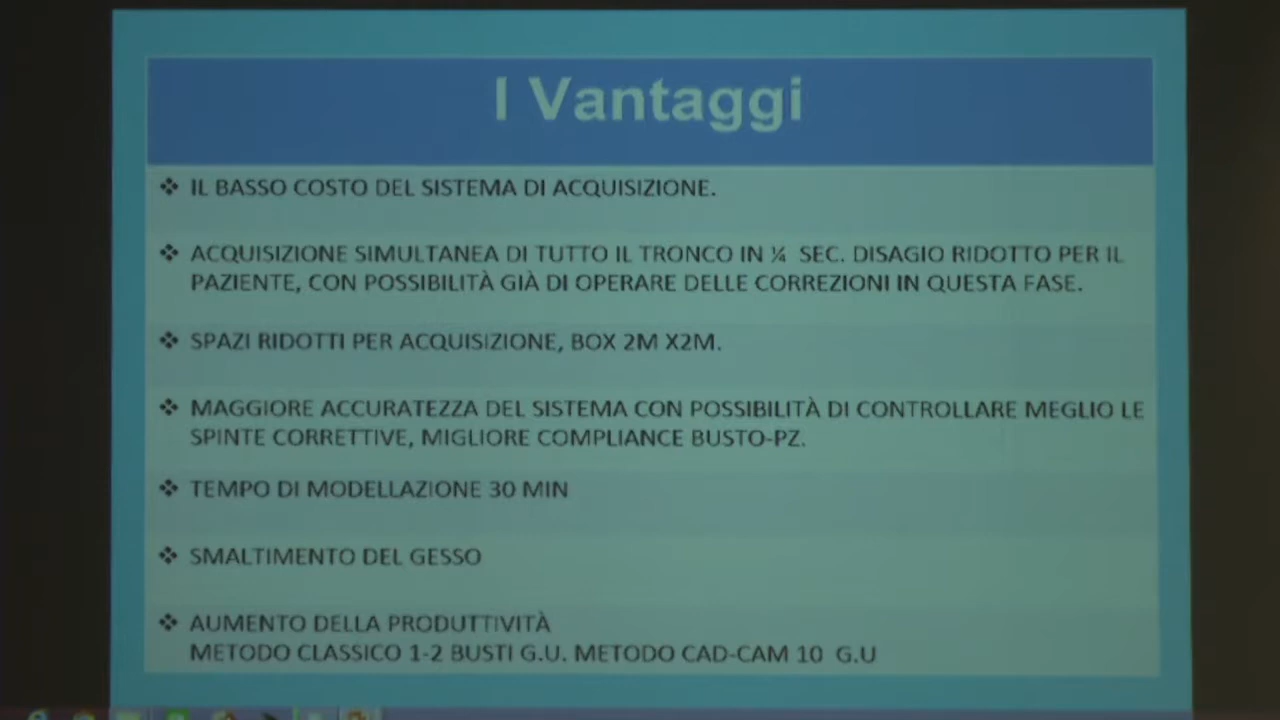 I Vantaggi
❖ IL BASSO COSTO DEL SISTEMA DI ACQUISIZIONE.
❖ ACQUISIZIONE SIMULTANEA DI TUTTO IL TRONCO IN ¼ SEC. DISAGIO RIDOTTO PER IL
PAZIENTE, CON POSSIBILITÀ GIÀ DI OPERARE DELLE CORREZIONI IN QUESTA FASE.
❖ SPAZI RIDOTTI PER ACQUISIZIONE, BOX 2M X2M.
❖ MAGGIORE ACCURATEZZA DEL SISTEMA CON POSSIBILITÀ DI CONTROLLARE MEGLIO LE
SPINTE CORRETTIVE, MIGLIORE COMPLIANCE BUSTO-PZ.
❖ TEMPO DI MODELLAZIONE 30 MIN
❖ SMALTIMENTO DEL GESSO
❖ AUMENTO DELLA PRODUTTIVITÀ
METODO CLASSICO 1-2 BUSTI G.U. METODO CAD-CAM 10 G.U